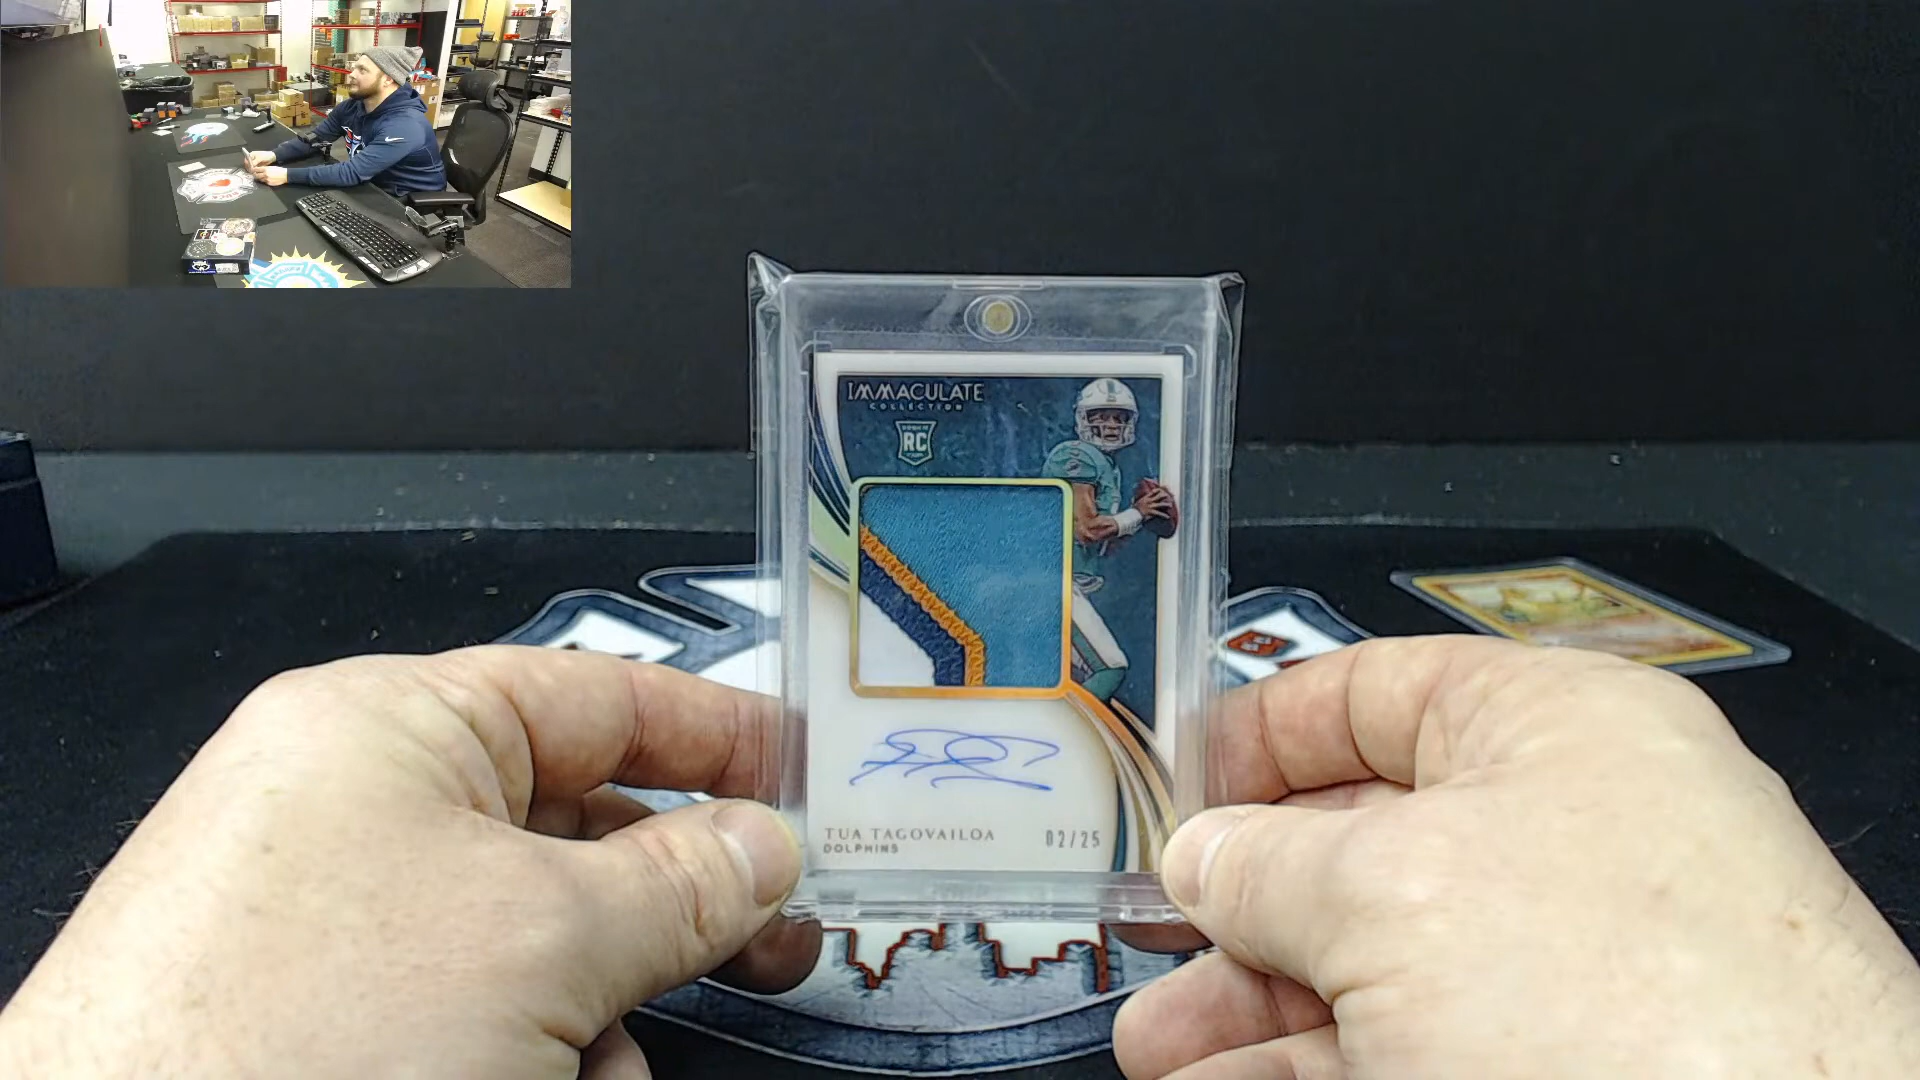 IMMACULATE
COLLECTION
RC
TUA TAGOVAILOA
02/25
DOLPHINS